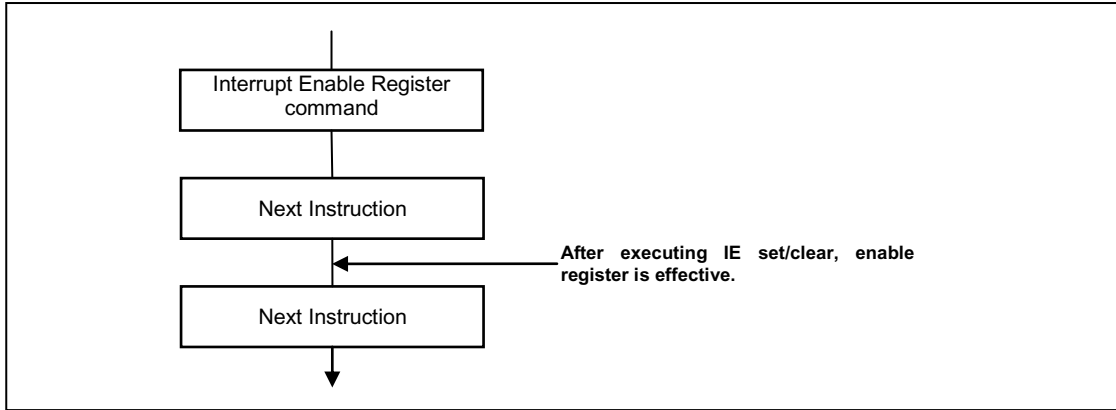 Interrupt Enable Register
command
Next Instruction
After executing IE set/clear, enable
register is effective.
Next Instruction